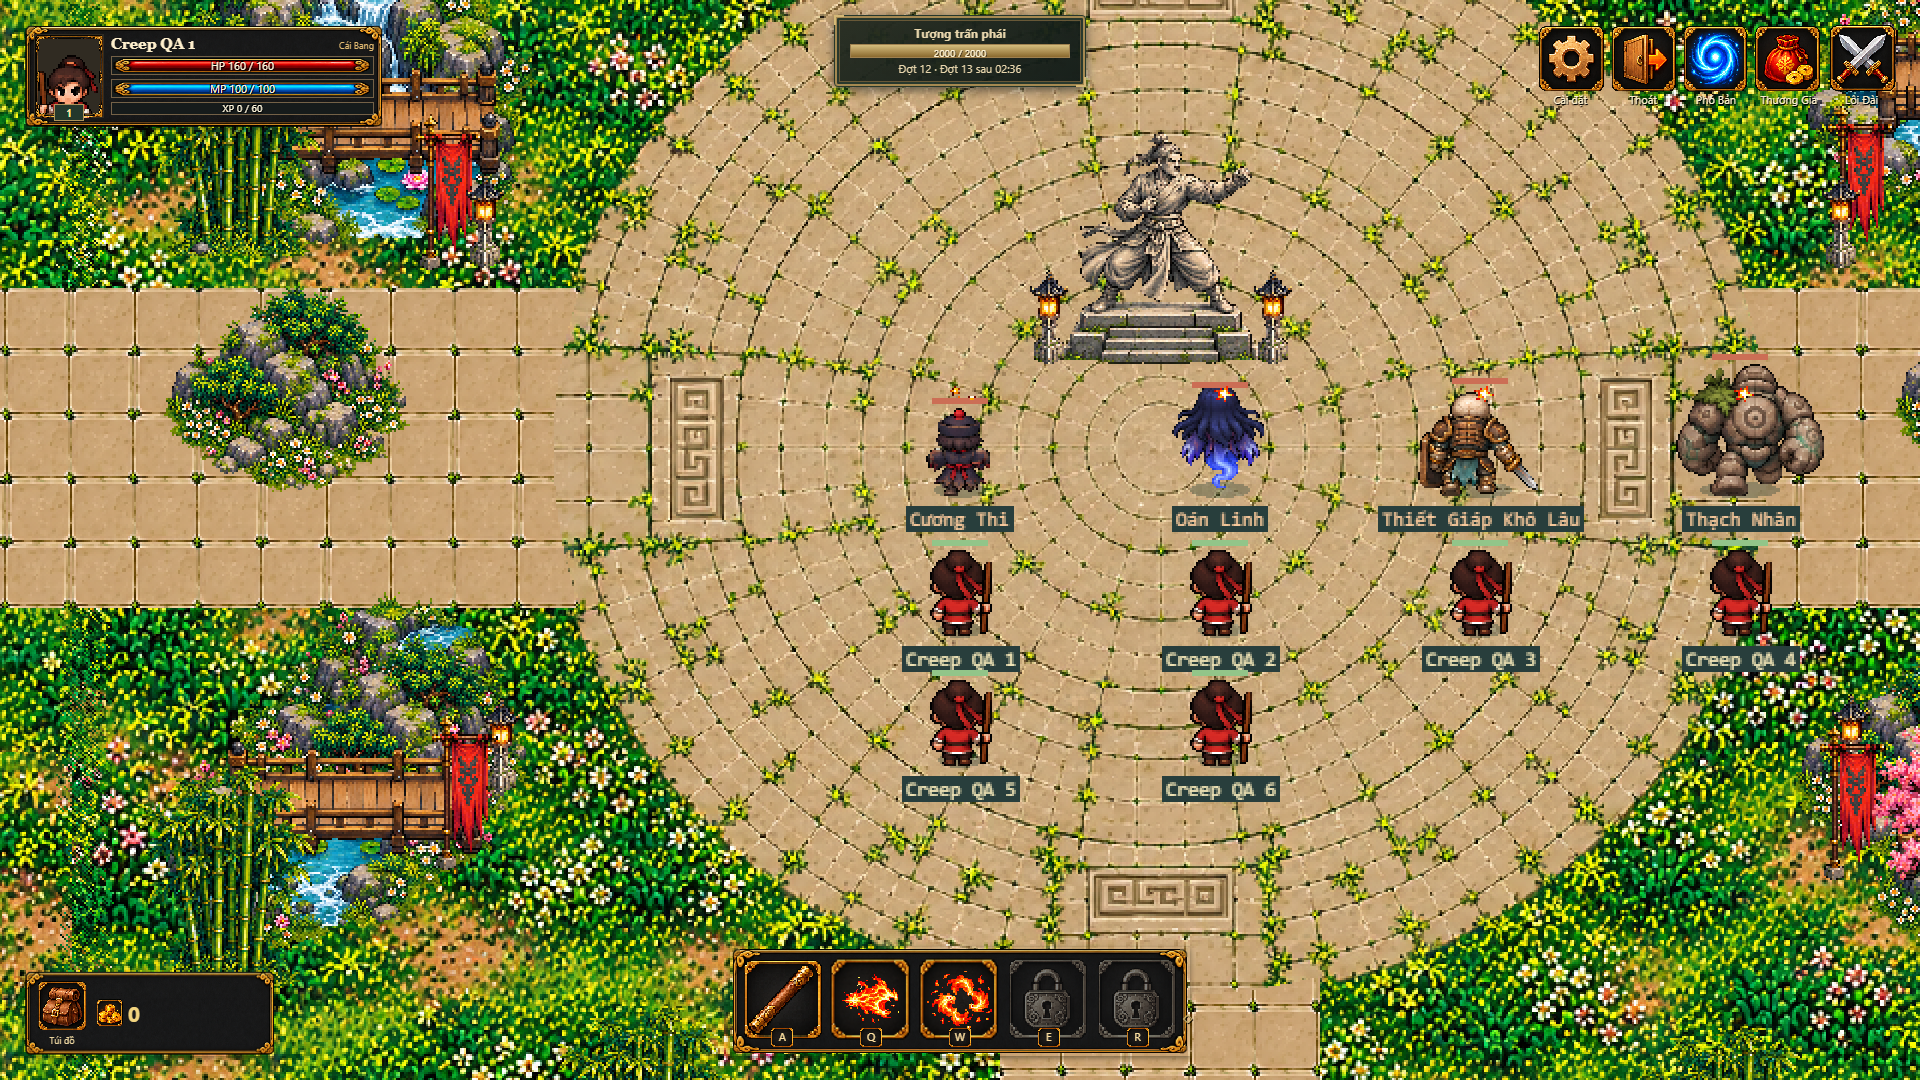 Creep QA 1
Cái Bang
HP 160 / 160
MP 100 / 100
XP 0 / 60
1
Tượng trấn phái
2000 / 2000
Đợt 12 · Đợt 13 sau 02:36
Cài đặt
Thoát
Phó Bản
Thương Gia
Lôi Đài
Cương Thi
Oán Linh
Thiết Giáp Khô Lâu
Thạch Nhân
Creep QA 1
Creep QA 2
Creep QA 3
Creep QA 4
Creep QA 5
Creep QA 6
Túi đồ
0
A
Q
W
E
R